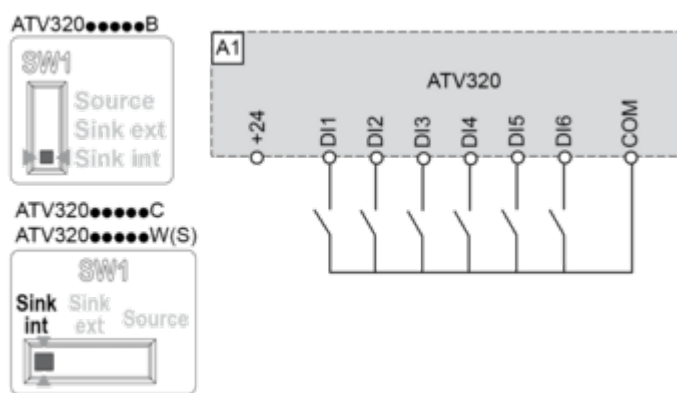 ATV320●●●●●B
SW1
Source
Sink ext
Sink int
ATV320●●●●●C
ATV320●●●●●W(S)
SW1
Sink int
Sink ext
Source
A1
ATV320
+24
DI1
DI2
DI3
DI4
DI5
DI6
COM